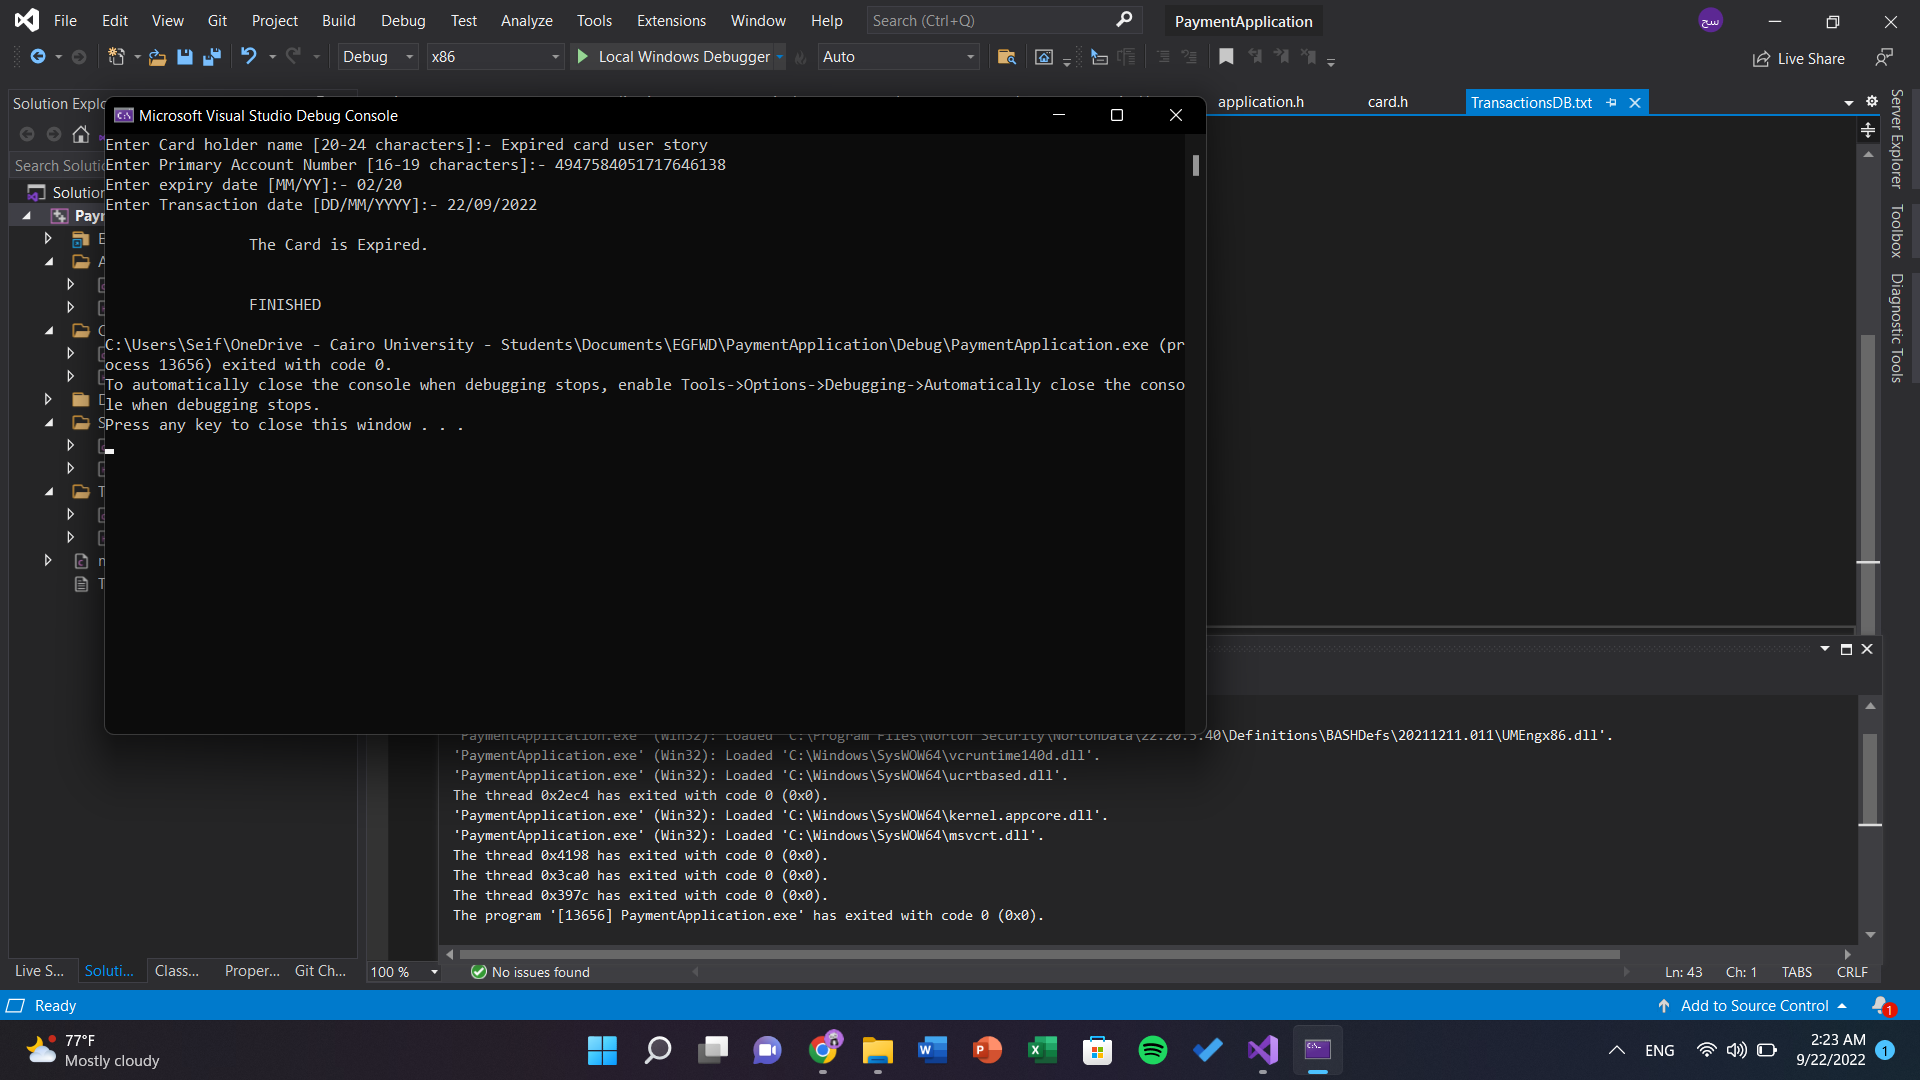 File Edit View Git Project Build Debug Test Analyze Tools Extensions Window Help Search (Ctrl+Q) PaymentApplication سح
Debug x86 Local Windows Debugger Auto Live Share
Solution Explo application.h card.h TransactionsDB.txt
Microsoft Visual Studio Debug Console
Search Soluti
Solution
Payr
Enter Card holder name [20-24 characters]:- Expired card user story
Enter Primary Account Number [16-19 characters]:- 4947584051717646138
Enter expiry date [MM/YY]:- 02/20
Enter Transaction date [DD/MM/YYYY]:- 22/09/2022
The Card is Expired.
FINISHED
C:\Users\Seif\OneDrive - Cairo University - Students\Documents\EGFWD\PaymentApplication\Debug\PaymentApplication.exe (pr
ocess 13656) exited with code 0.
To automatically close the console when debugging stops, enable Tools->Options->Debugging->Automatically close the conso
le when debugging stops.
Press any key to close this window . . .
Server Explorer
Toolbox
Diagnostic Tools
'PaymentApplication.exe' (Win32): Loaded 'C:\Program Files\Norton Security\NortonData\22.20.5.40\Definitions\BASHDefs\20211211.011\UMEngx86.dll'.
'PaymentApplication.exe' (Win32): Loaded 'C:\Windows\SysWOW64\vcruntime140d.dll'.
'PaymentApplication.exe' (Win32): Loaded 'C:\Windows\SysWOW64\ucrtbased.dll'.
The thread 0x2ec4 has exited with code 0 (0x0).
'PaymentApplication.exe' (Win32): Loaded 'C:\Windows\SysWOW64\kernel.appcore.dll'.
'PaymentApplication.exe' (Win32): Loaded 'C:\Windows\SysWOW64\msvcrt.dll'.
The thread 0x4198 has exited with code 0 (0x0).
The thread 0x3ca0 has exited with code 0 (0x0).
The thread 0x397c has exited with code 0 (0x0).
The program '[13656] PaymentApplication.exe' has exited with code 0 (0x0).
Live S... Soluti... Class... Proper... Git Ch... 100 % No issues found Ln: 43 Ch: 1 TABS CRLF
Ready Add to Source Control 1
77°F
Mostly cloudy
ENG
2:23 AM
9/22/2022 1